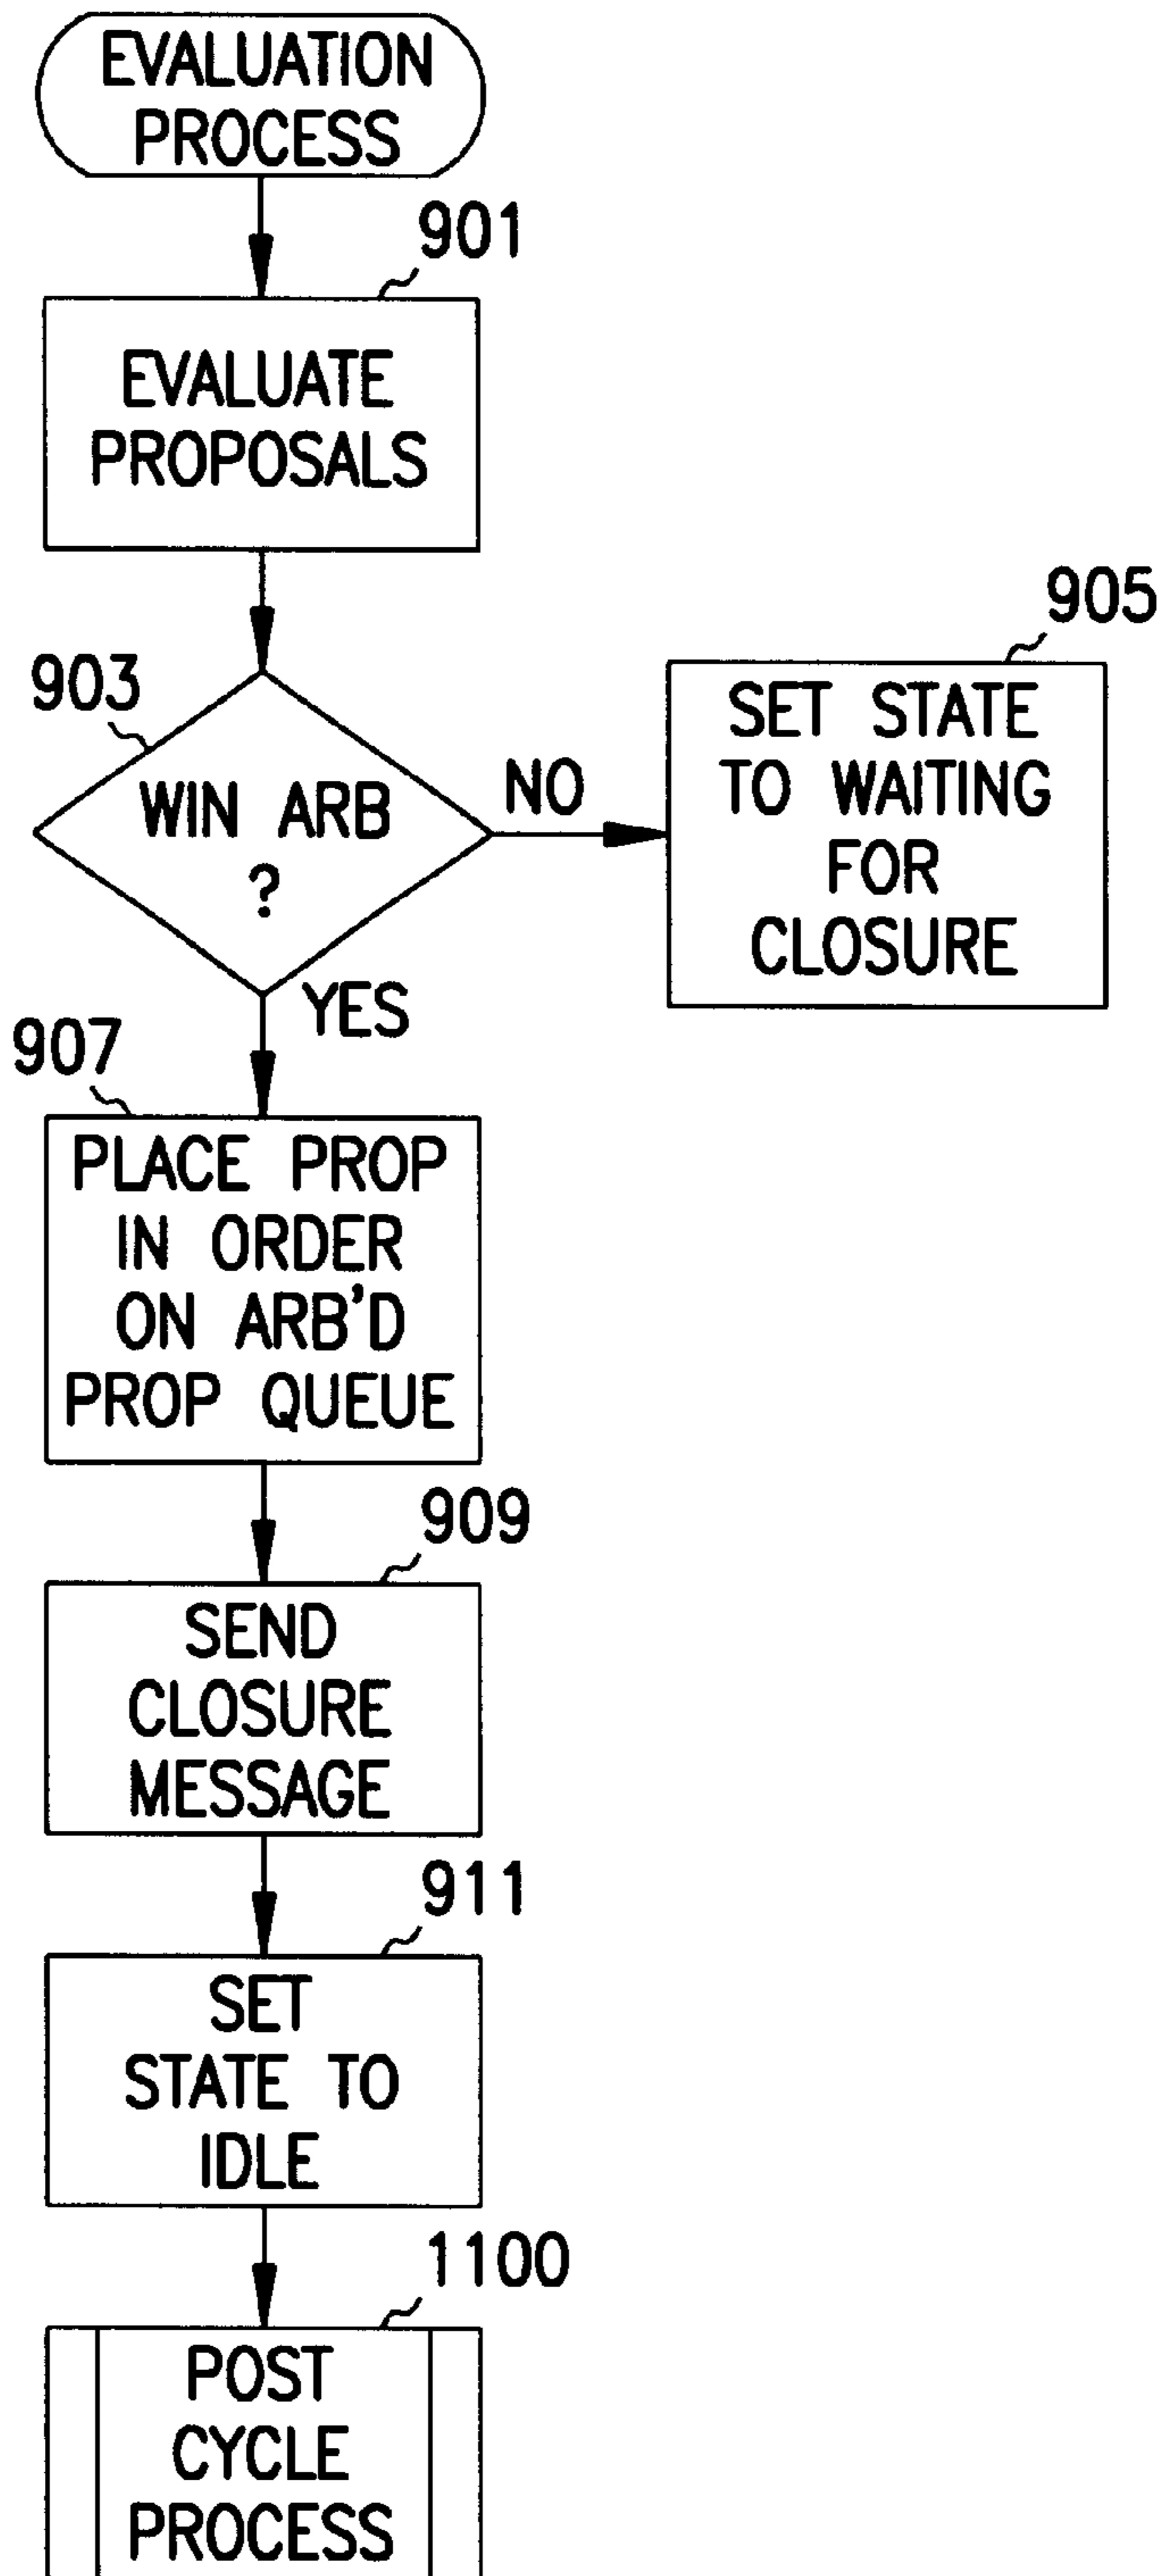 EVALUATION
PROCESS
901
EVALUATE
PROPOSALS
903
WIN ARB
?
NO
905
SET STATE
TO WAITING
FOR
CLOSURE
YES
907
PLACE PROP
IN ORDER
ON ARB'D
PROP QUEUE
909
SEND
CLOSURE
MESSAGE
911
SET
STATE TO
IDLE
1100
POST
CYCLE
PROCESS